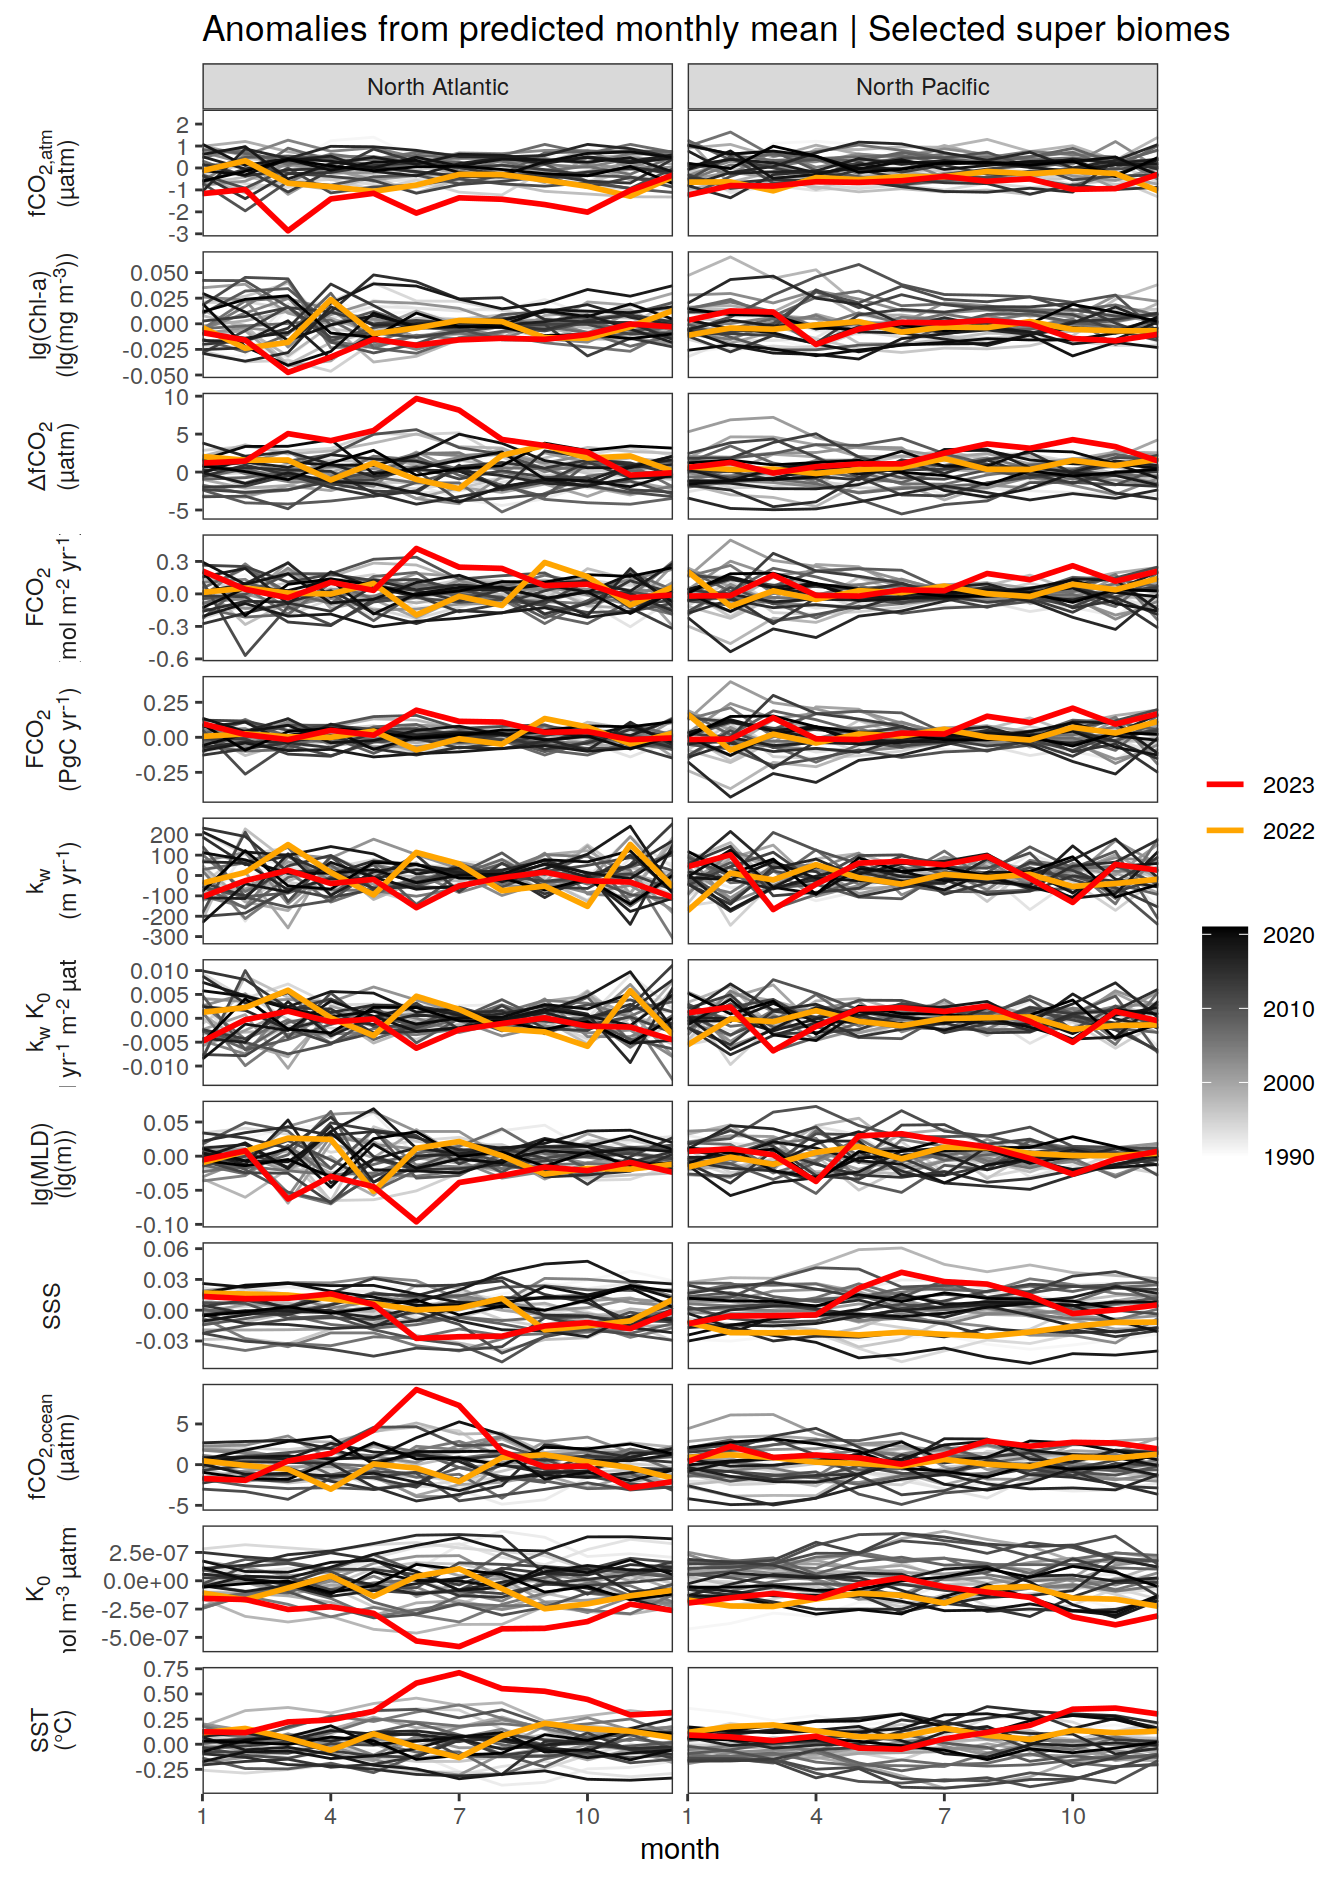 Anomalies from predicted monthly mean | Selected super biomes
North Atlantic
North Pacific
fCO2,atm
(µatm)
2
1
0
-1
-2
-3
lg(Chl-a)
(lg(mg m-3))
0.050
0.025
0.000
-0.025
-0.050
ΔfCO2
(µatm)
10
5
0
-5
FCO2
mol m-2 yr-1
0.3
0.0
-0.3
-0.6
FCO2
(PgC yr-1)
0.25
0.00
-0.25
kw
(m yr-1)
200
100
0
-100
-200
-300
kw K0
yr-1 m-2 µat
0.010
0.005
0.000
-0.005
-0.010
lg(MLD)
(lg(m))
0.05
0.00
-0.05
-0.10
SSS
0.06
0.03
0.00
-0.03
fCO2,ocean
(µatm)
5
0
-5
K0
nol m-3 µatm
2.5e-07
0.0e+00
-2.5e-07
-5.0e-07
SST
(°C)
0.75
0.50
0.25
0.00
-0.25
1
4
7
10
1
4
7
10
month
2023
2022
2020
2010
2000
1990